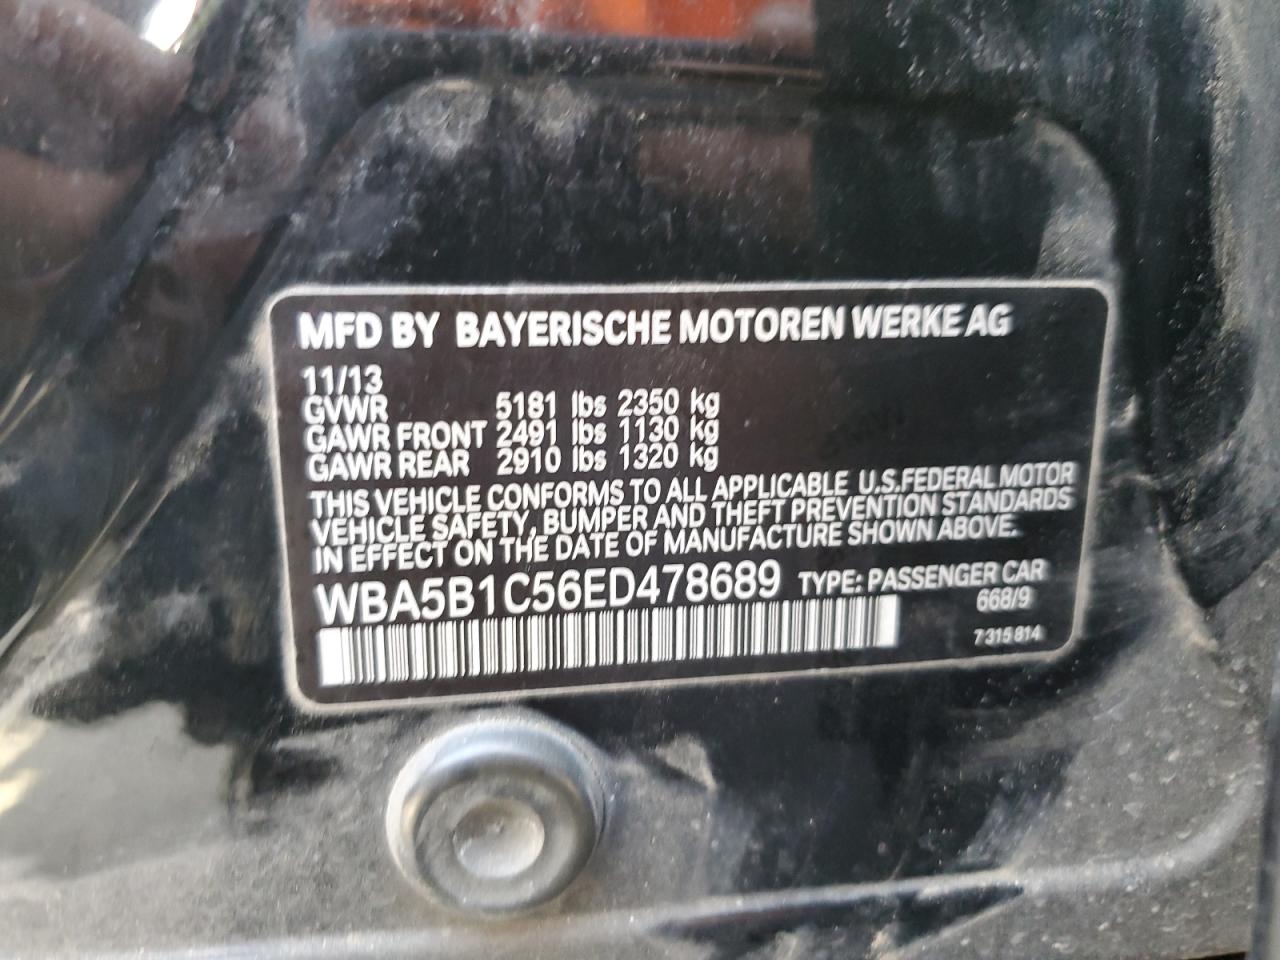 MFD BY BAYERISCHE MOTOREN WERKE AG
11/13
GVWR 5181 lbs 2350 kg
GAWR FRONT 2491 lbs 1130 kg
GAWR REAR 2910 lbs 1320 kg
THIS VEHICLE CONFORMS TO ALL APPLICABLE U.S.FEDERAL MOTOR
VEHICLE SAFETY, BUMPER AND THEFT PREVENTION STANDARDS
IN EFFECT ON THE DATE OF MANUFACTURE SHOWN ABOVE.
WBA5B1C56ED478689 TYPE: PASSENGER CAR
668/9
7 315 814